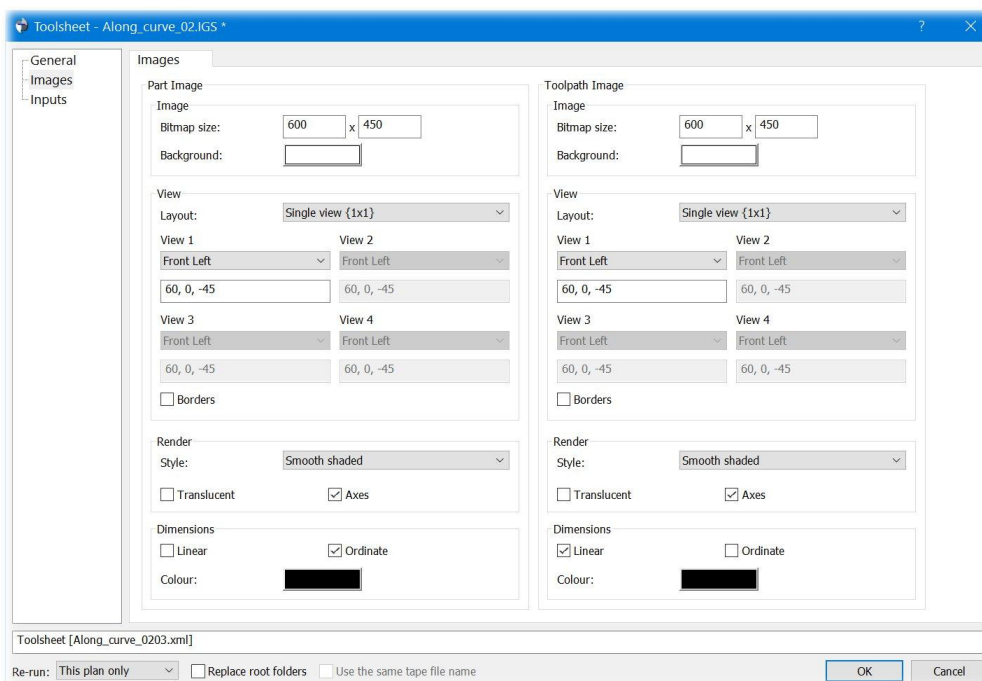 Toolsheet - Along_curve_02.IGS *
?
General
Images
Inputs
Images
Part Image
Image
Bitmap size:
600 x 450
Background:
View
Layout:
Single view {1x1}
View 1
View 2
Front Left
Front Left
60, 0, -45
60, 0, -45
View 3
View 4
Front Left
Front Left
60, 0, -45
60, 0, -45
Borders
Render
Style:
Smooth shaded
Translucent
Axes
Dimensions
Linear
Ordinate
Colour:
Toolpath Image
Image
Bitmap size:
600 x 450
Background:
View
Layout:
Single view {1x1}
View 1
View 2
Front Left
Front Left
60, 0, -45
60, 0, -45
View 3
View 4
Front Left
Front Left
60, 0, -45
60, 0, -45
Borders
Render
Style:
Smooth shaded
Translucent
Axes
Dimensions
Linear
Ordinate
Colour:
Toolsheet [Along_curve_0203.xml]
Re-run: This plan only
Replace root folders
Use the same tape file name
OK
Cancel